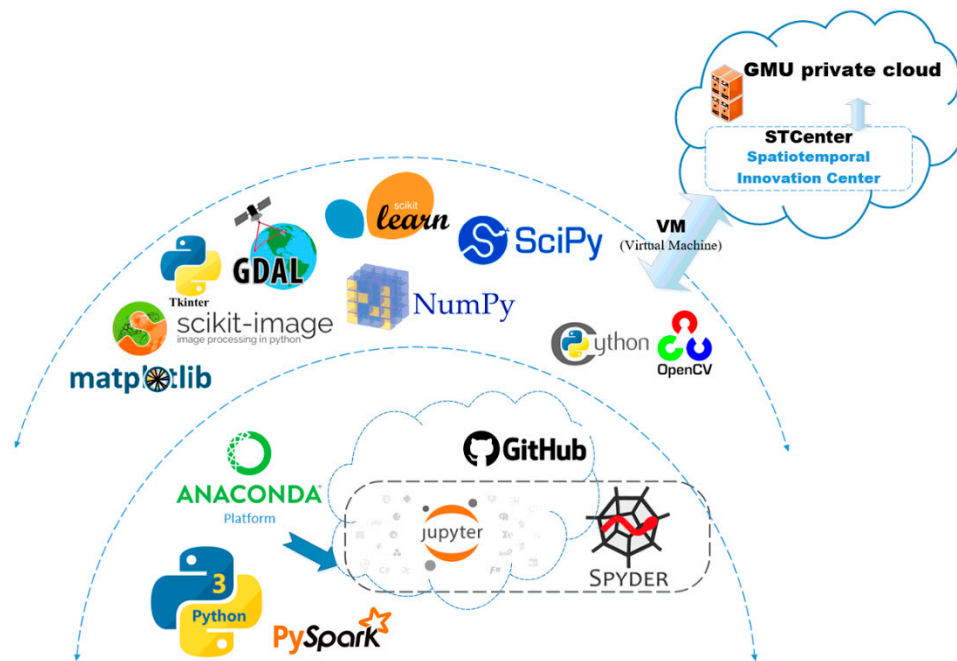 GMU private cloud
STCenter
Spatiotemporal
Innovation Center
VM
(Virtual Machine)
scikit
learn
SciPy
GDAL
Tkinter
NumPy
scikit-image
image processing in python
Cython
OpenCV
matplotlib
GitHub
ANACONDA®
Platform
jupyter
F#
SPYDER
3
Python
PySpark